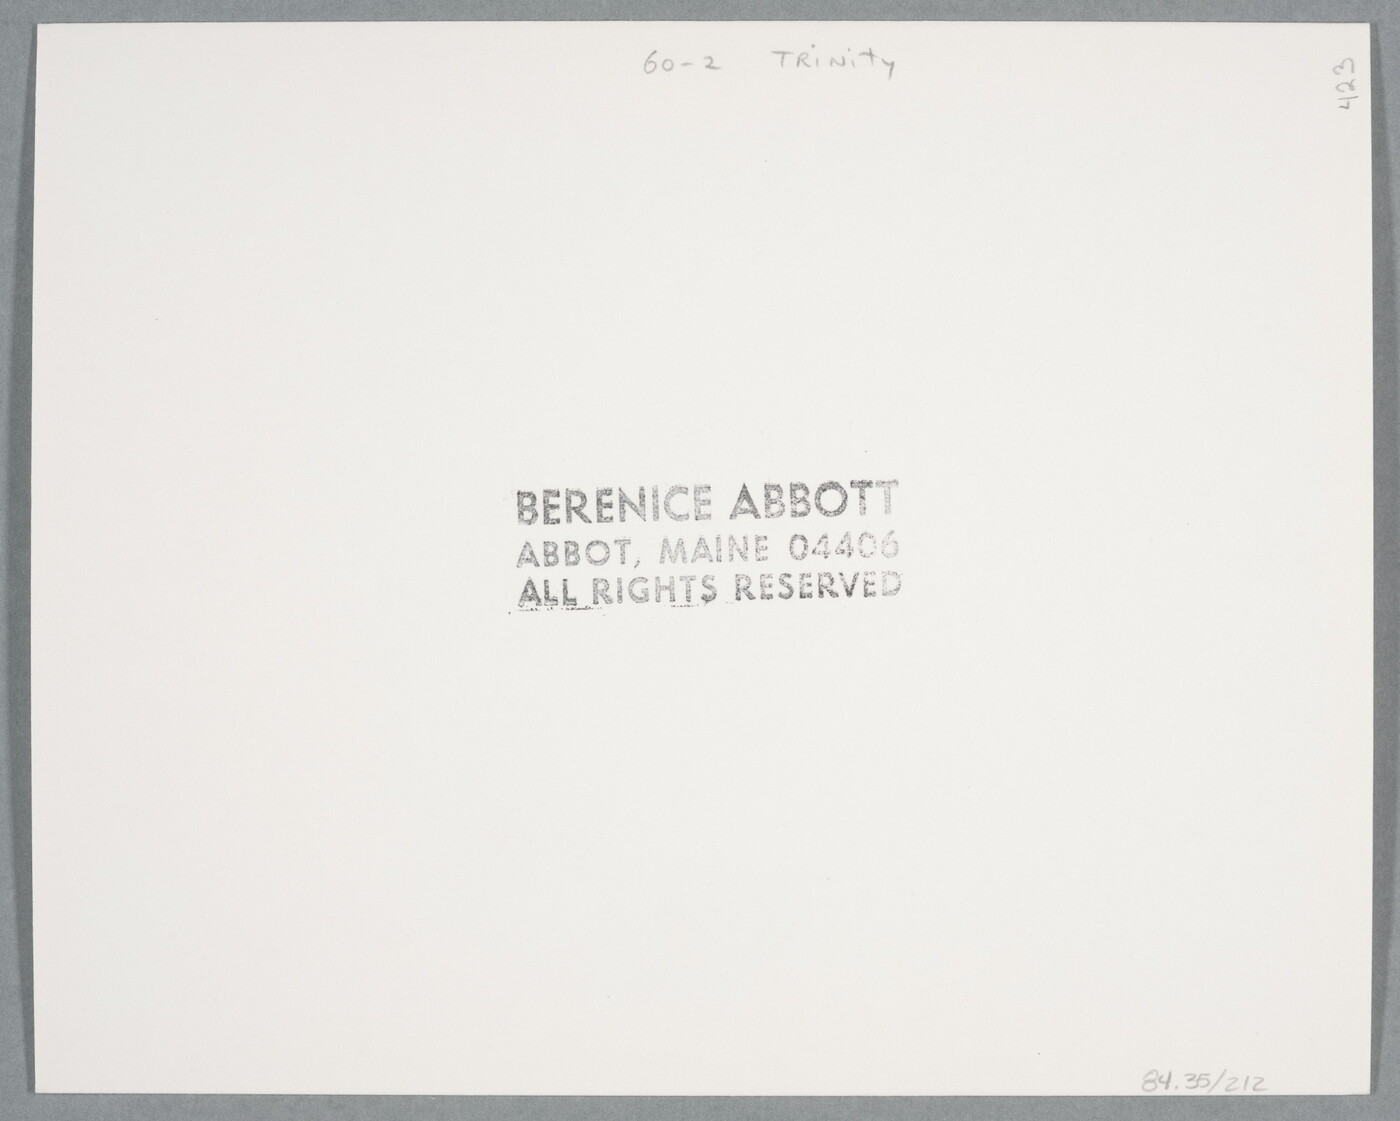 60-2 TRiNity
423
BERENICE ABBOTT
ABBOT, MAINE 04406
ALL RIGHTS RESERVED
84.35/212